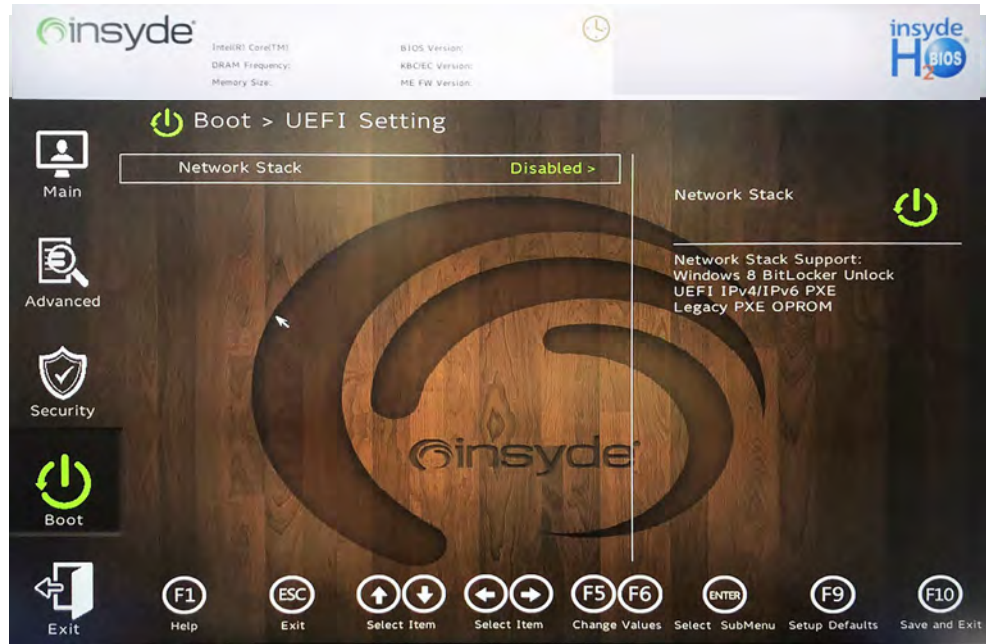 insyde
Intel(R) Core(TM)
BIOS Version:
DRAM Frequency:
KBC/EC Version:
Memory Size:
ME FW Version:
insyde
H2O BIOS
Boot > UEFI Setting
Network Stack Disabled >
Main
Advanced
Security
Boot
Exit
Network Stack
Network Stack Support:
Windows 8 BitLocker Unlock
UEFI IPv4/IPv6 PXE
Legacy PXE OPROM
insyde
F1
Help
ESC
Exit
Select Item
Select Item
F5 F6
Change Values
ENTER
Select SubMenu
F9
Setup Defaults
F10
Save and Exit